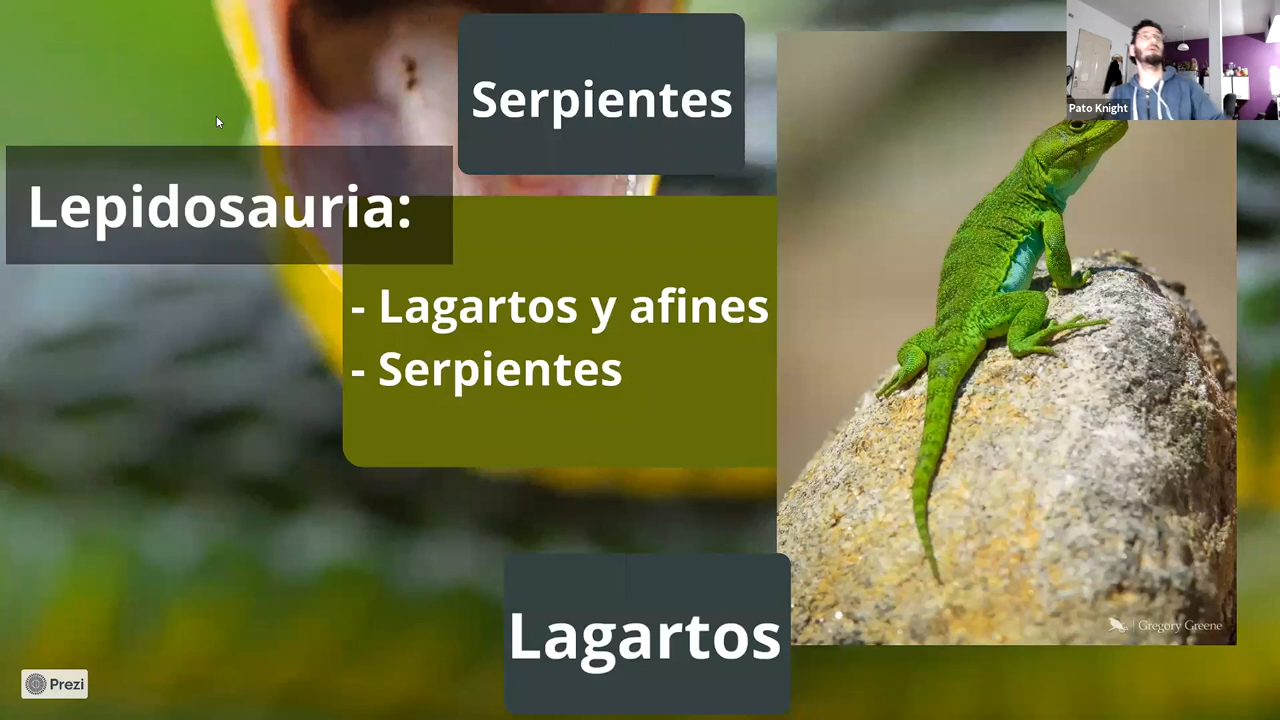 Serpientes
Pato Knight
Lepidosauria:
- Lagartos y afines
- Serpientes
Lagartos
Gregory Greene
Prezi